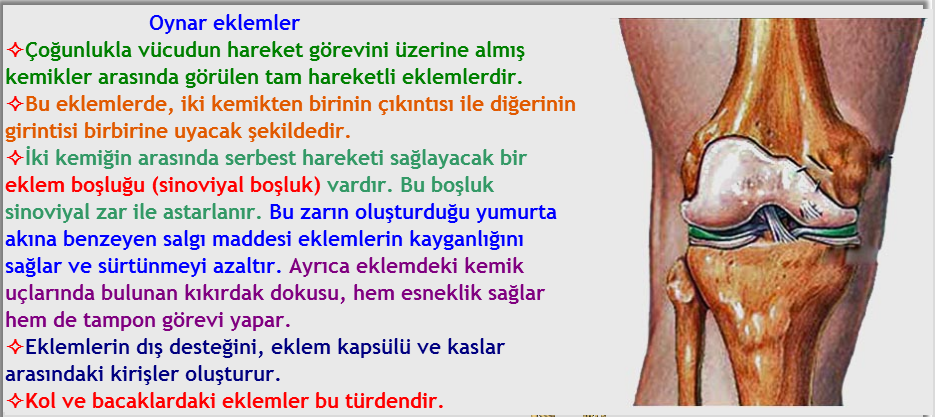 Oynar eklemler
✧Çoğunlukla vücudun hareket görevini üzerine almış
kemikler arasında görülen tam hareketli eklemlerdir.
✧Bu eklemlerde, iki kemikten birinin çıkıntısı ile diğerinin
girintisi birbirine uyacak şekildedir.
✧İki kemiğin arasında serbest hareketi sağlayacak bir
eklem boşluğu (sinoviyal boşluk) vardır. Bu boşluk
sinoviyal zar ile astarlanır. Bu zarın oluşturduğu yumurta
akına benzeyen salgı maddesi eklemlerin kayganlığını
sağlar ve sürtünmeyi azaltır. Ayrıca eklemdeki kemik
uçlarında bulunan kıkırdak dokusu, hem esneklik sağlar
hem de tampon görevi yapar.
✧Eklemlerin dış desteğini, eklem kapsülü ve kaslar
arasındaki kirişler oluşturur.
✧Kol ve bacaklardaki eklemler bu türdendir.